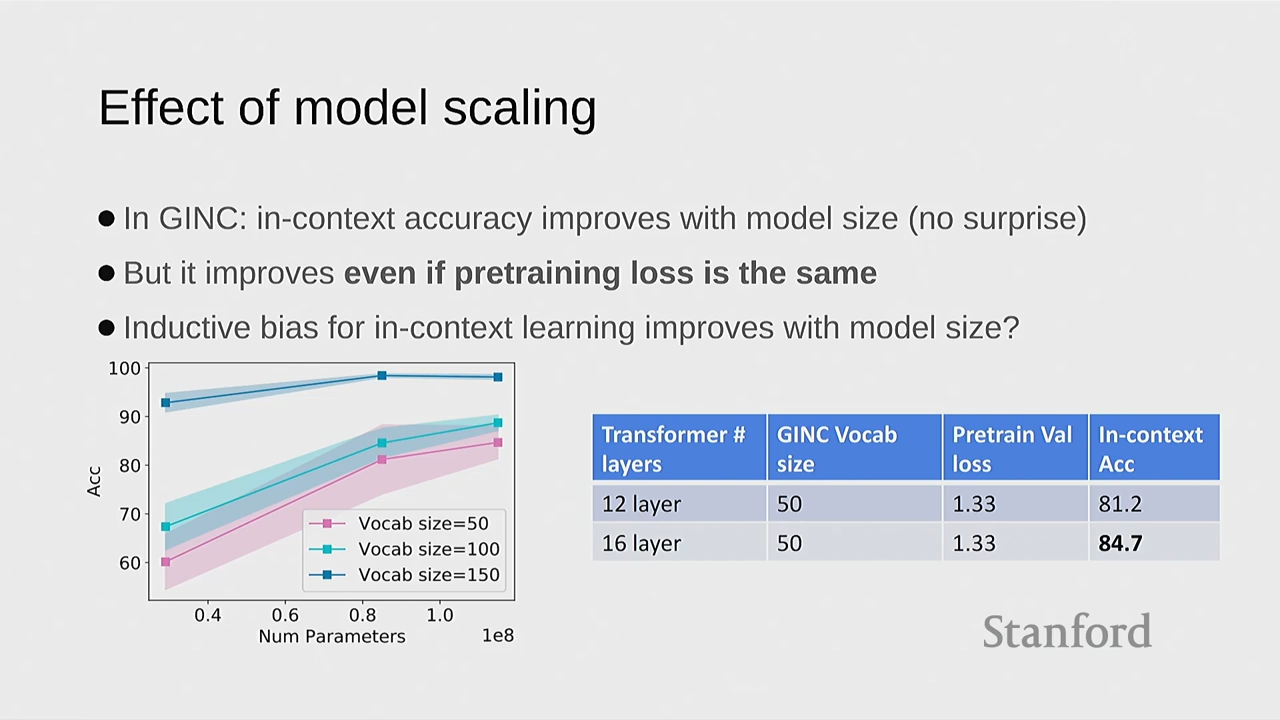 Effect of model scaling
● In GINC: in-context accuracy improves with model size (no surprise)
● But it improves even if pretraining loss is the same
● Inductive bias for in-context learning improves with model size?
100
90
80
70
60
Acc
Vocab size=50
Vocab size=100
Vocab size=150
0.4 0.6 0.8 1.0
Num Parameters 1e8
Transformer # layers GINC Vocab size Pretrain Val loss In-context Acc
12 layer 50 1.33 81.2
16 layer 50 1.33 84.7
Stanford